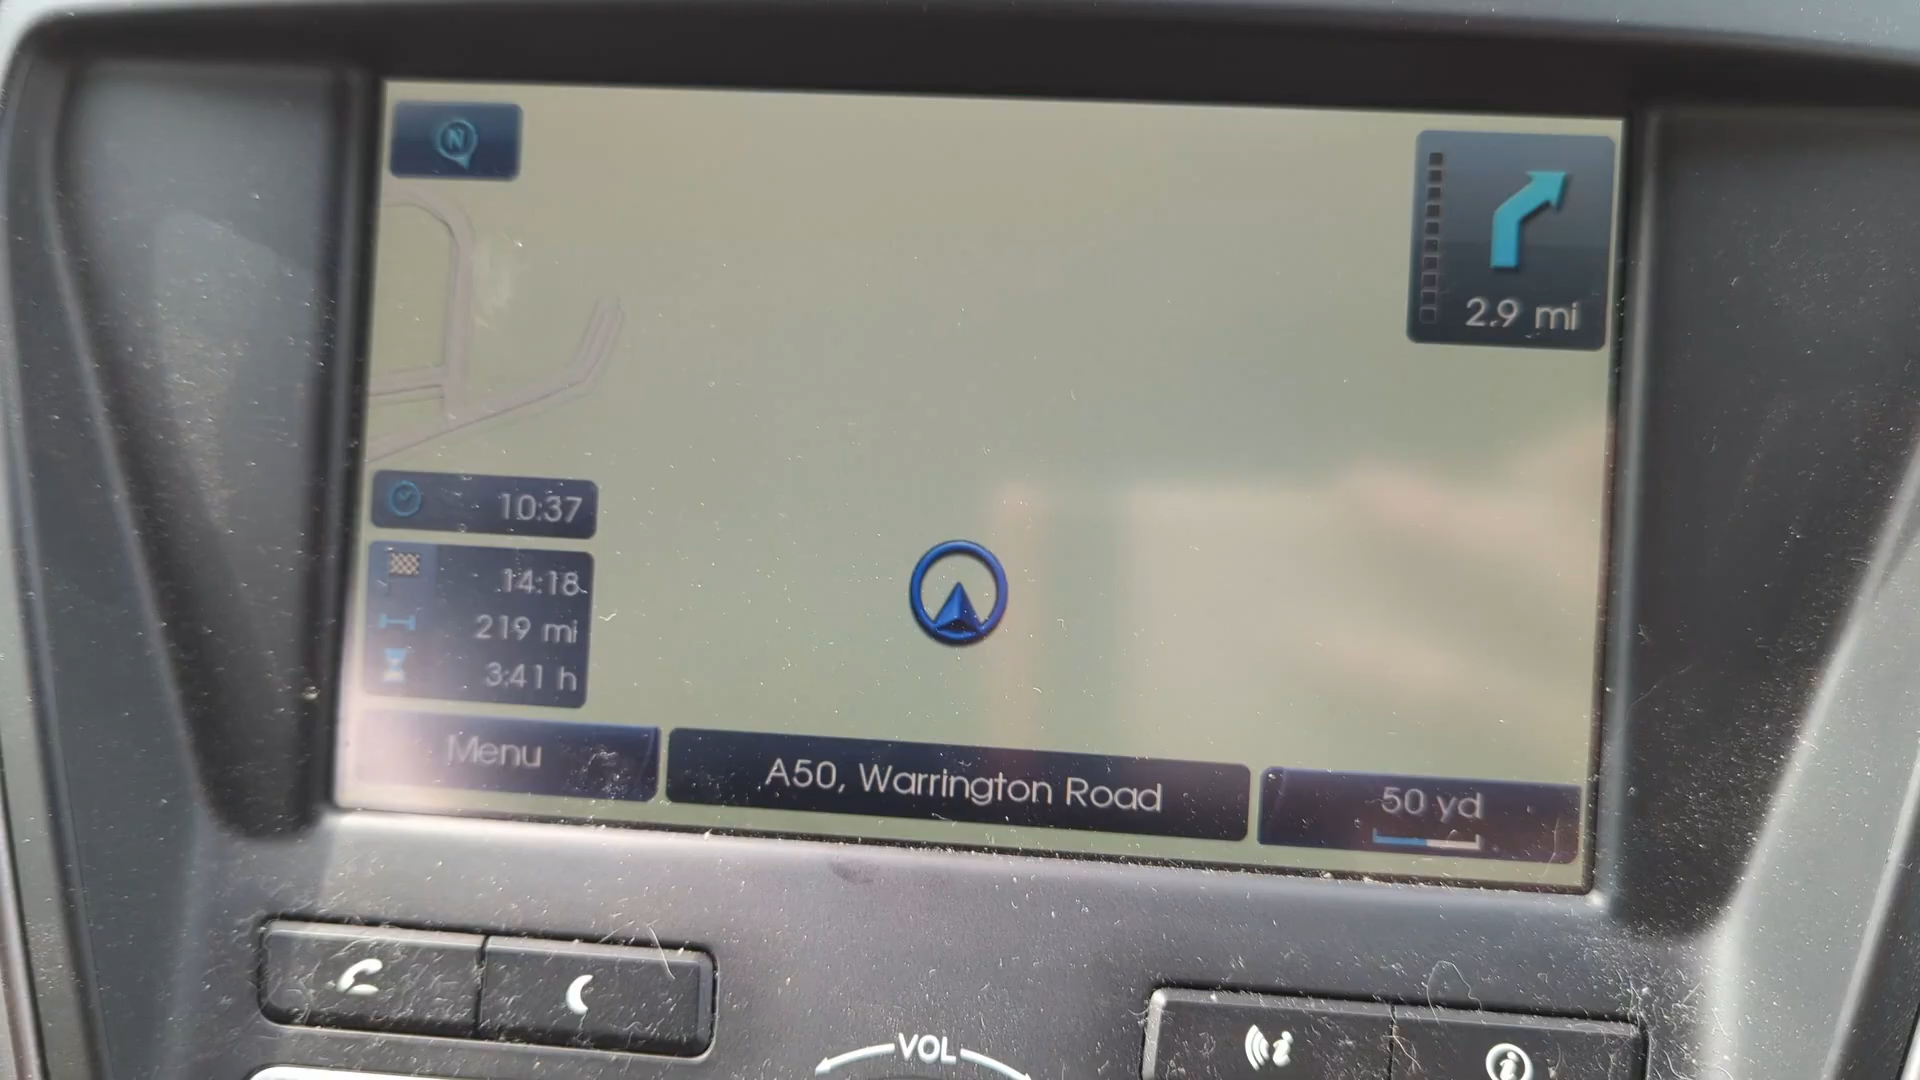 N
2.9 mi
10:37
14:18
219 mi
3:41 h
Menu
A50, Warrington Road
50 yd
VOL
i
i